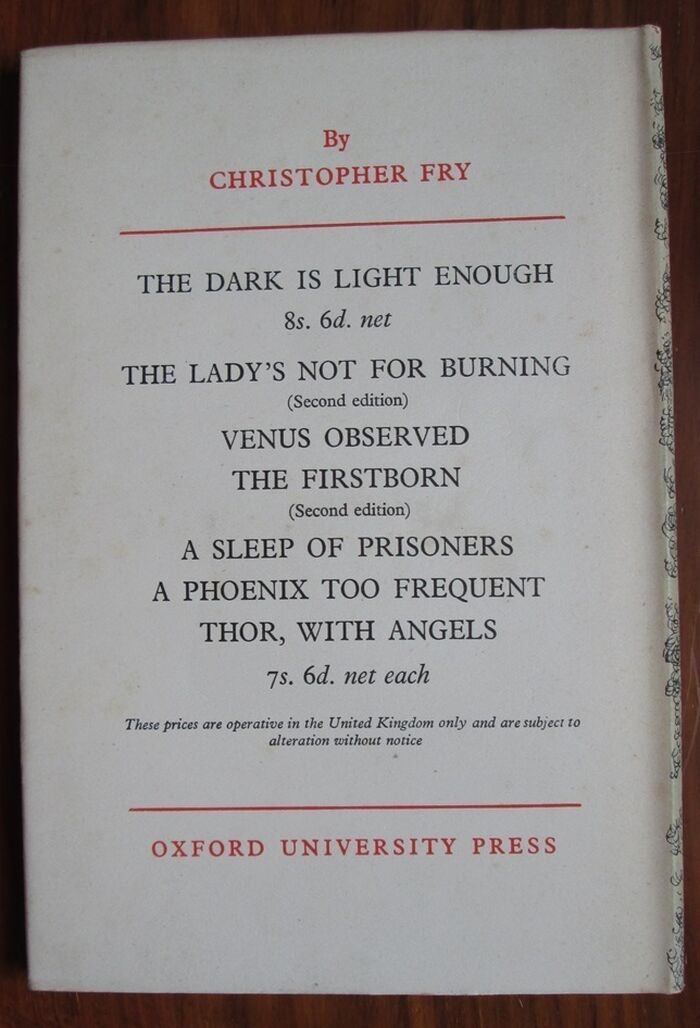 By
CHRISTOPHER FRY
THE DARK IS LIGHT ENOUGH
8s. 6d. net
THE LADY'S NOT FOR BURNING
(Second edition)
VENUS OBSERVED
THE FIRSTBORN
(Second edition)
A SLEEP OF PRISONERS
A PHOENIX TOO FREQUENT
THOR, WITH ANGELS
7s. 6d. net each
These prices are operative in the United Kingdom only and are subject to
alteration without notice
OXFORD UNIVERSITY PRESS